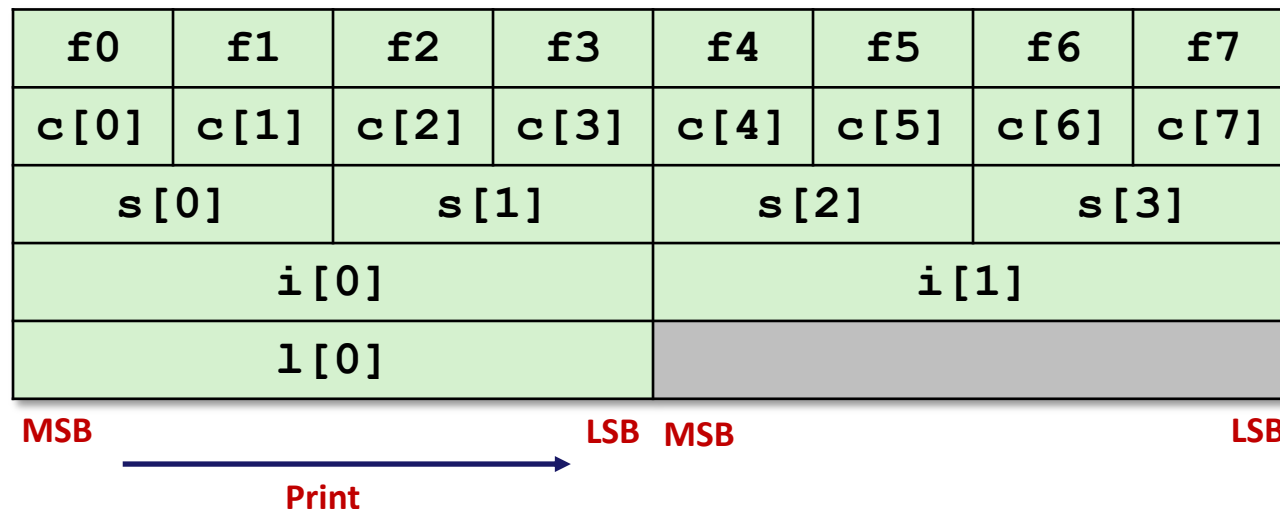 f0 f1 f2 f3 f4 f5 f6 f7
c[0] c[1] c[2] c[3] c[4] c[5] c[6] c[7]
s[0] s[1] s[2] s[3]
i[0] i[1]
l[0]
MSB LSB MSB LSB
Print